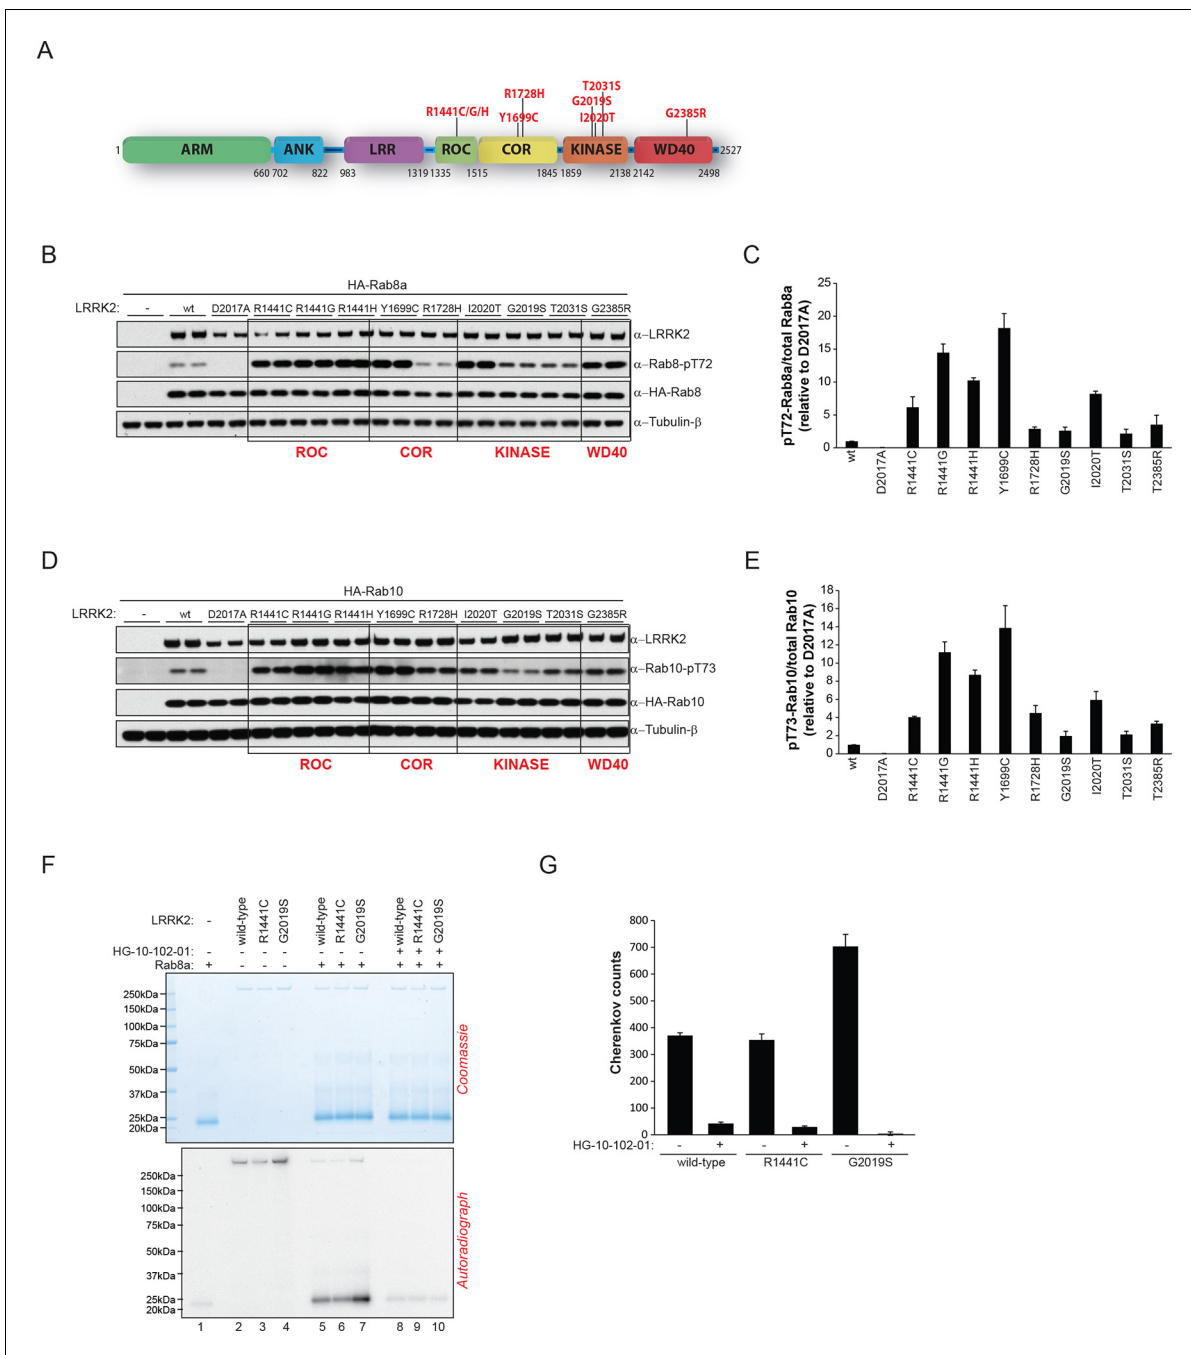 A
T2031S
R1728H
G2019S
R1441C/G/H
Y1699C
I2020T
G2385R
1 ARM ANK LRR ROC COR KINASE WD40 2527
660 702 822 983 1319 1335 1515 1845 1859 2138 2142 2498
B
HA-Rab8a
LRRK2: - wt D2017A R1441C R1441G R1441H Y1699C R1728H I2020T G2019S T2031S G2385R
α–LRRK2
α–Rab8-pT72
α–HA-Rab8
α–Tubulin-β
ROC COR KINASE WD40
C
pT72-Rab8a/total Rab8a
(relative to D2017A)
25
20
15
10
5
0
wt D2017A R1441C R1441G R1441H Y1699C R1728H G2019S I2020T T2031S T2385R
D
HA-Rab10
LRRK2: - wt D2017A R1441C R1441G R1441H Y1699C R1728H I2020T G2019S T2031S G2385R
α–LRRK2
α–Rab10-pT73
α–HA-Rab10
α–Tubulin-β
ROC COR KINASE WD40
E
pT73-Rab10/total Rab10
(relative to D2017A)
18
16
14
12
10
8
6
4
2
0
wt D2017A R1441C R1441G R1441H Y1699C R1728H G2019S I2020T T2031S T2385R
F
LRRK2: - wild-type R1441C G2019S wild-type R1441C G2019S wild-type R1441C G2019S
HG-10-102-01: - - - - - - - + + +
Rab8a: + - - - + + + + + +
250kDa
150kDa
100kDa
75kDa
50kDa
37kDa
25kDa
20kDa
Coomassie
250kDa
150kDa
100kDa
75kDa
50kDa
37kDa
25kDa
20kDa
Autoradiograph
1 2 3 4 5 6 7 8 9 10
G
Cherenkov counts
800
700
600
500
400
300
200
100
0
HG-10-102-01: - + - + - +
wild-type R1441C G2019S